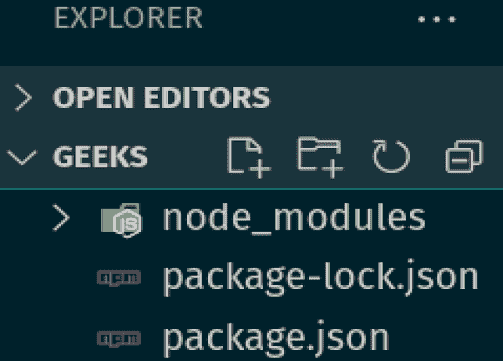 EXPLORER
OPEN EDITORS
GEEKS
node_modules
package-lock.json
package.json